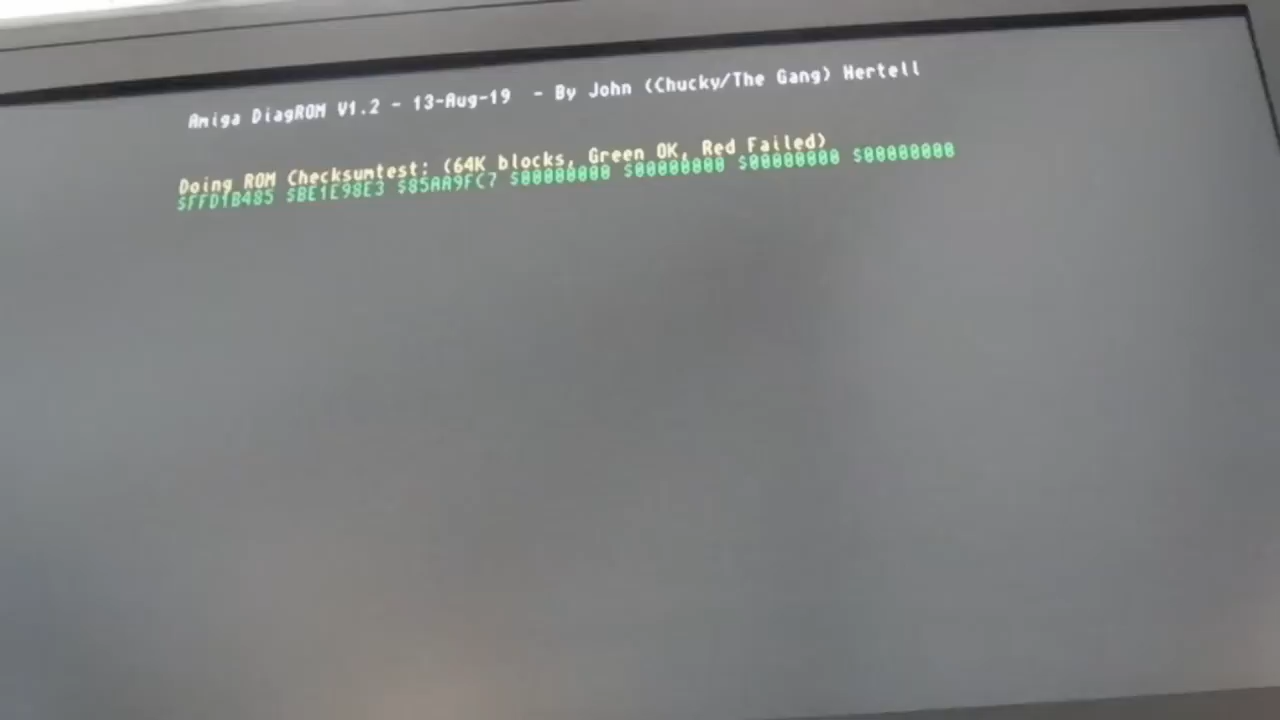 Amiga DiagROM V1.2 - 13-Aug-19 - By John (Chucky/The Gang) Hertell
Doing ROM Checksumtest: (64K blocks, Green OK, Red Failed)
$FFD1B485 $BE1E98E3 $85AA9FC7 $00000000 $00000000 $00000000 $00000000